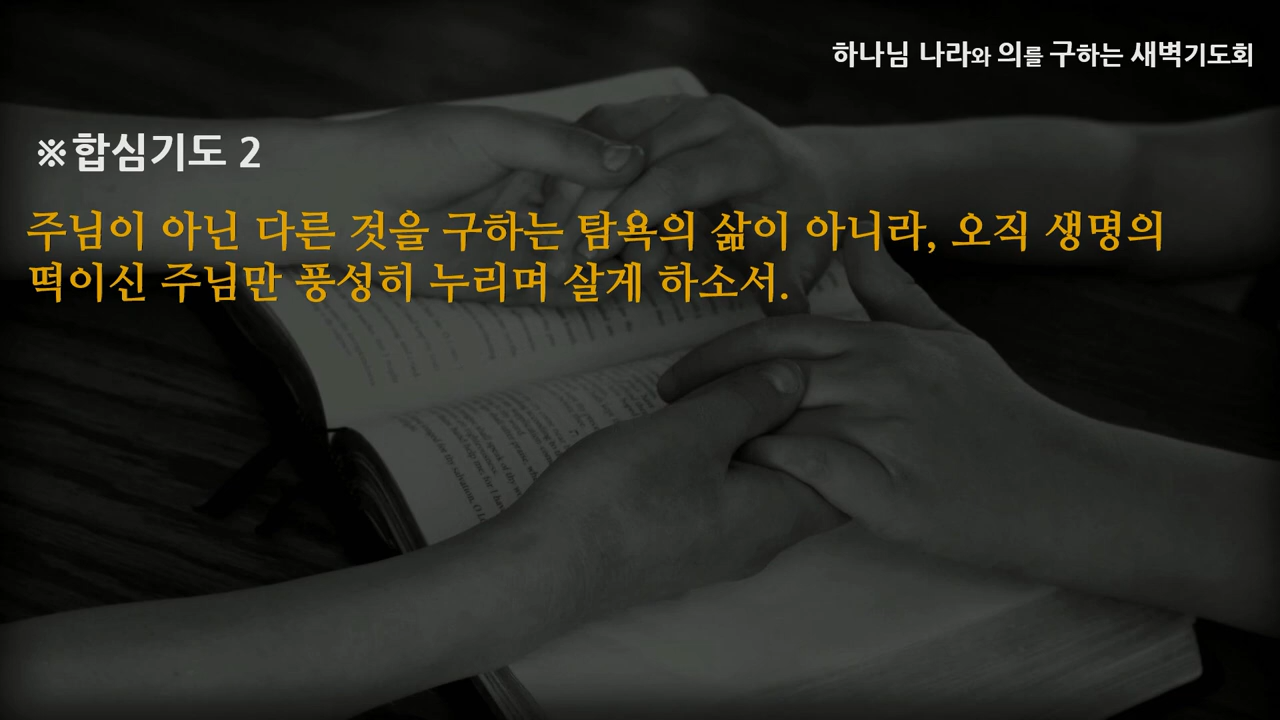 하나님 나라와 의를 구하는 새벽기도회
※합심기도 2
주님이 아닌 다른 것을 구하는 탐욕의 삶이 아니라, 오직 생명의
떡이신 주님만 풍성히 누리며 살게 하소서.